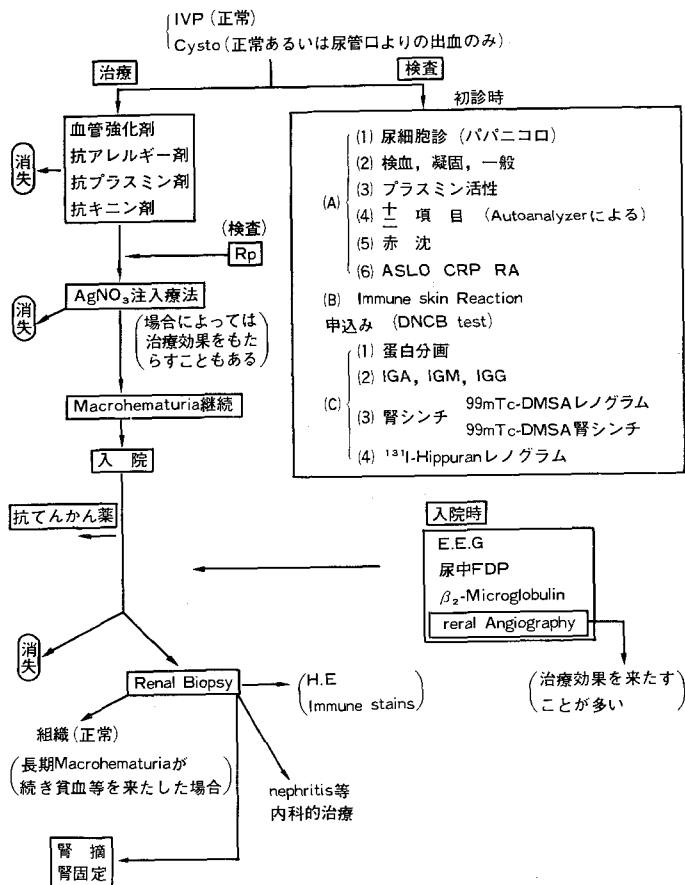 IVP (正常)
Cysto (正常あるいは尿管口よりの出血のみ)
治療
検査
血管強化剤
抗アレルギー剤
抗プラスミン剤
抗キニン剤
消失
(検査)
Rp
AgNO₃注入療法
消失
(場合によっては
治療効果をもた
らすこともある)
Macrohematuria継続
入 院
抗てんかん薬
初診時
(A)
(1) 尿細胞診 (パパニコロ)
(2) 検血, 凝固, 一般
(3) プラスミン活性
(4) 十二 項 目 (Autoanalyzerによる)
(5) 赤 沈
(6) ASLO CRP RA
(B) Immune skin Reaction
申込み (DNCB test)
(C)
(1) 蛋白分画
(2) IGA, IGM, IGG
(3) 腎シンチ 99mTc-DMSAレノグラム
99mTc-DMSA腎シンチ
(4) ¹³¹I-Hippuranレノグラム
入院時
E.E.G
尿中FDP
β₂-Microglobulin
reral Angiography
(治療効果を来たす
ことが多い)
消失
Renal Biopsy
(H.E
Immune stains)
組織(正常)
(長期Macrohematuriaが
続き貧血等を来たした場合)
nephritis等
内科的治療
腎 摘
腎固定